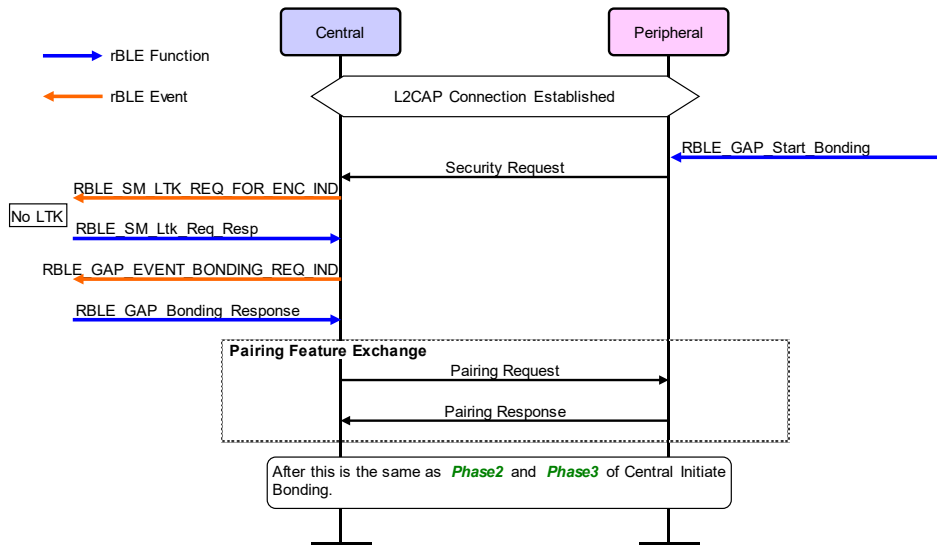 Central
Peripheral
rBLE Function
rBLE Event
L2CAP Connection Established
RBLE_GAP_Start_Bonding
Security Request
RBLE_SM_LTK_REQ_FOR_ENC_IND
No LTK
RBLE_SM_Ltk_Req_Resp
RBLE_GAP_EVENT_BONDING_REQ_IND
RBLE_GAP_Bonding_Response
Pairing Feature Exchange
Pairing Request
Pairing Response
After this is the same as Phase2 and Phase3 of Central Initiate
Bonding.